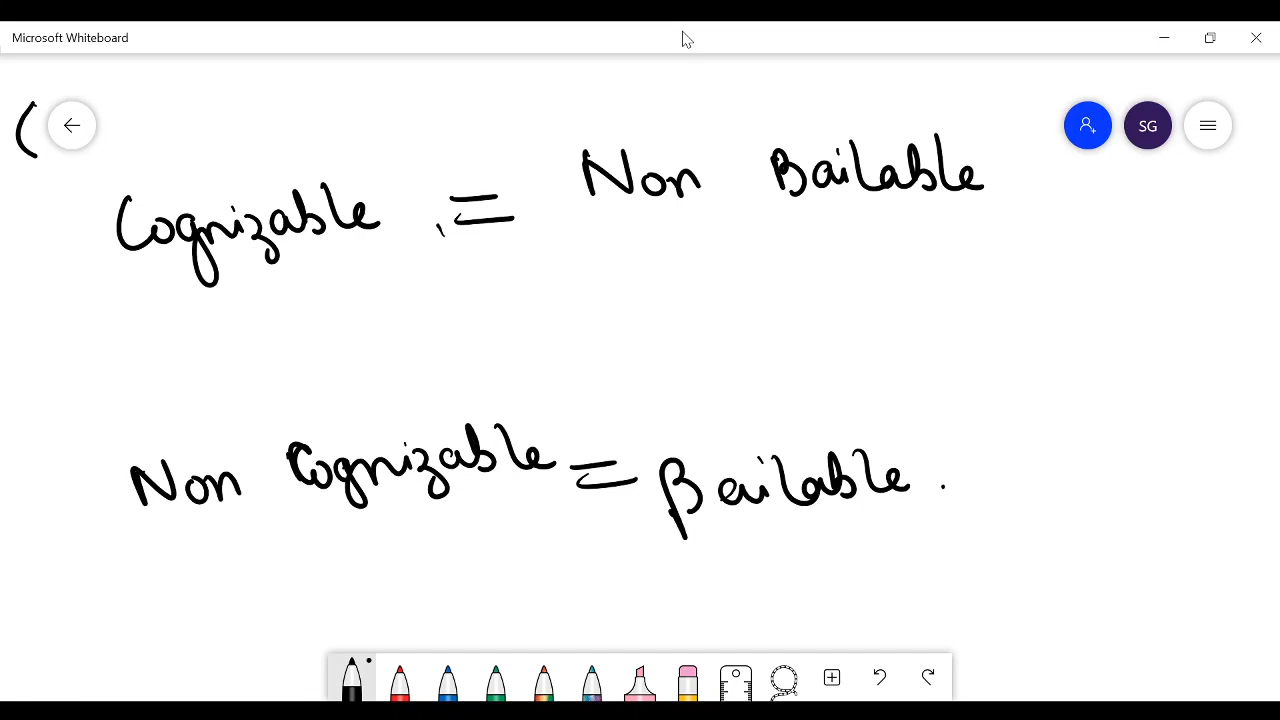 Microsoft Whiteboard
SG
Cognizable = Non Bailable
Non Cognizable = Bailable .